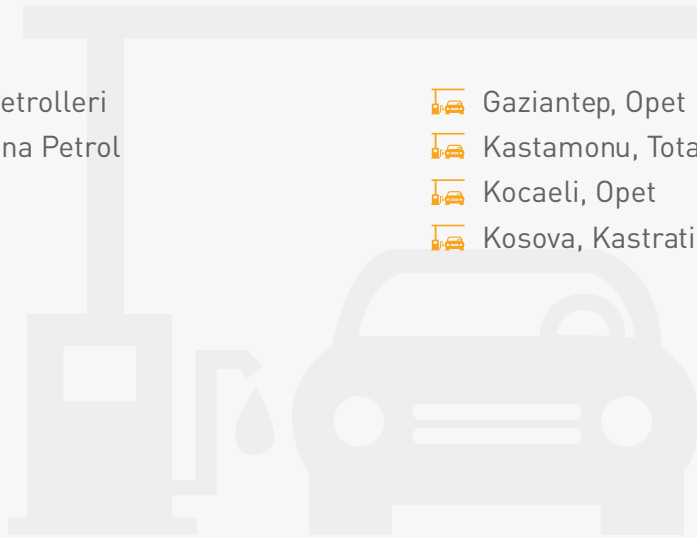 etrolleri
na Petrol
Gaziantep, Opet
Kastamonu, Tota
Kocaeli, Opet
Kosova, Kastrati